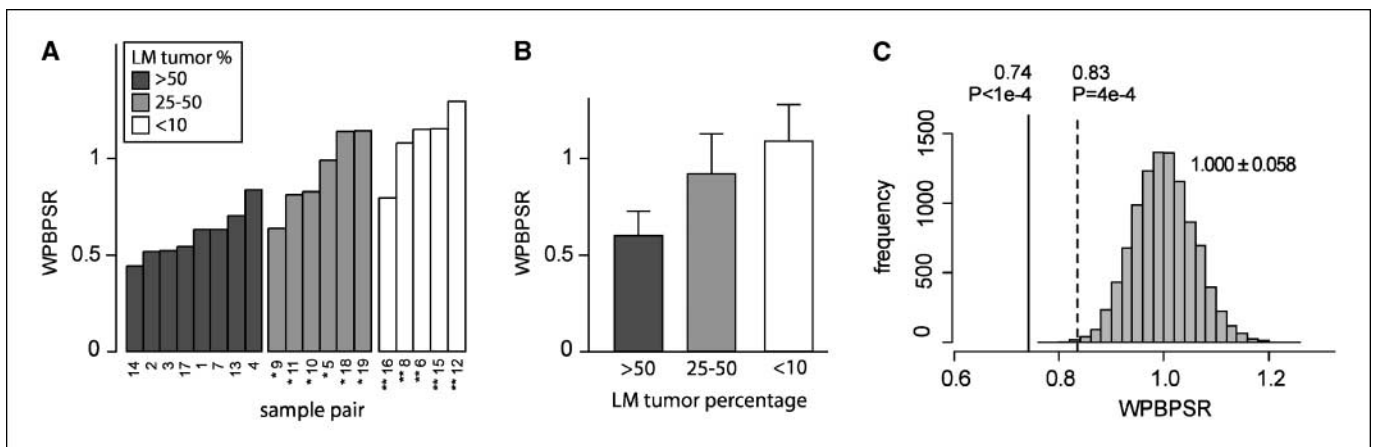 A
LM tumor %
>50
25-50
<10
WPBPSR
1
0.5
0
14 2 3 17 1 7 13 4 * 9 * 11 * 10 * 5 * 18 * 19 ** 16 ** 8 ** 6 ** 15 ** 12
sample pair
B
WPBPSR
1
0.5
0
>50 25-50 <10
LM tumor percentage
C
0.74 0.83
P<1e-4 P=4e-4
1.000 ± 0.058
frequency
1500
1000
500
0
0.6 0.8 1.0 1.2
WPBPSR